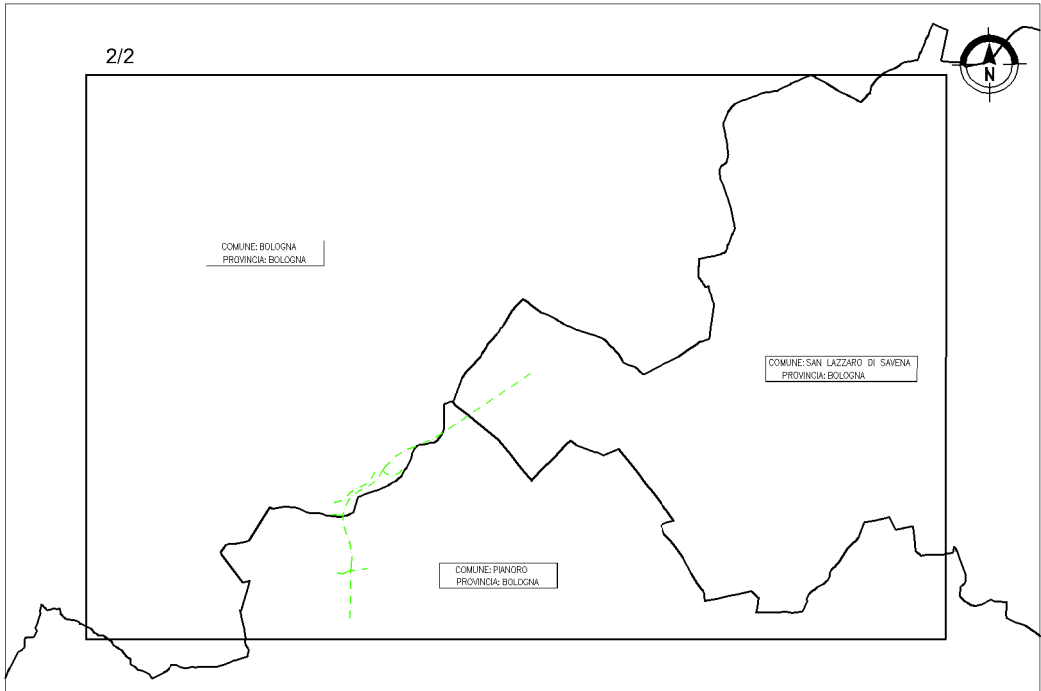 2/2
N
COMUNE: BOLOGNA
PROVINCIA: BOLOGNA
COMUNE: SAN LAZZARO DI SAVENA
PROVINCIA: BOLOGNA
COMUNE: PIANORO
PROVINCIA: BOLOGNA